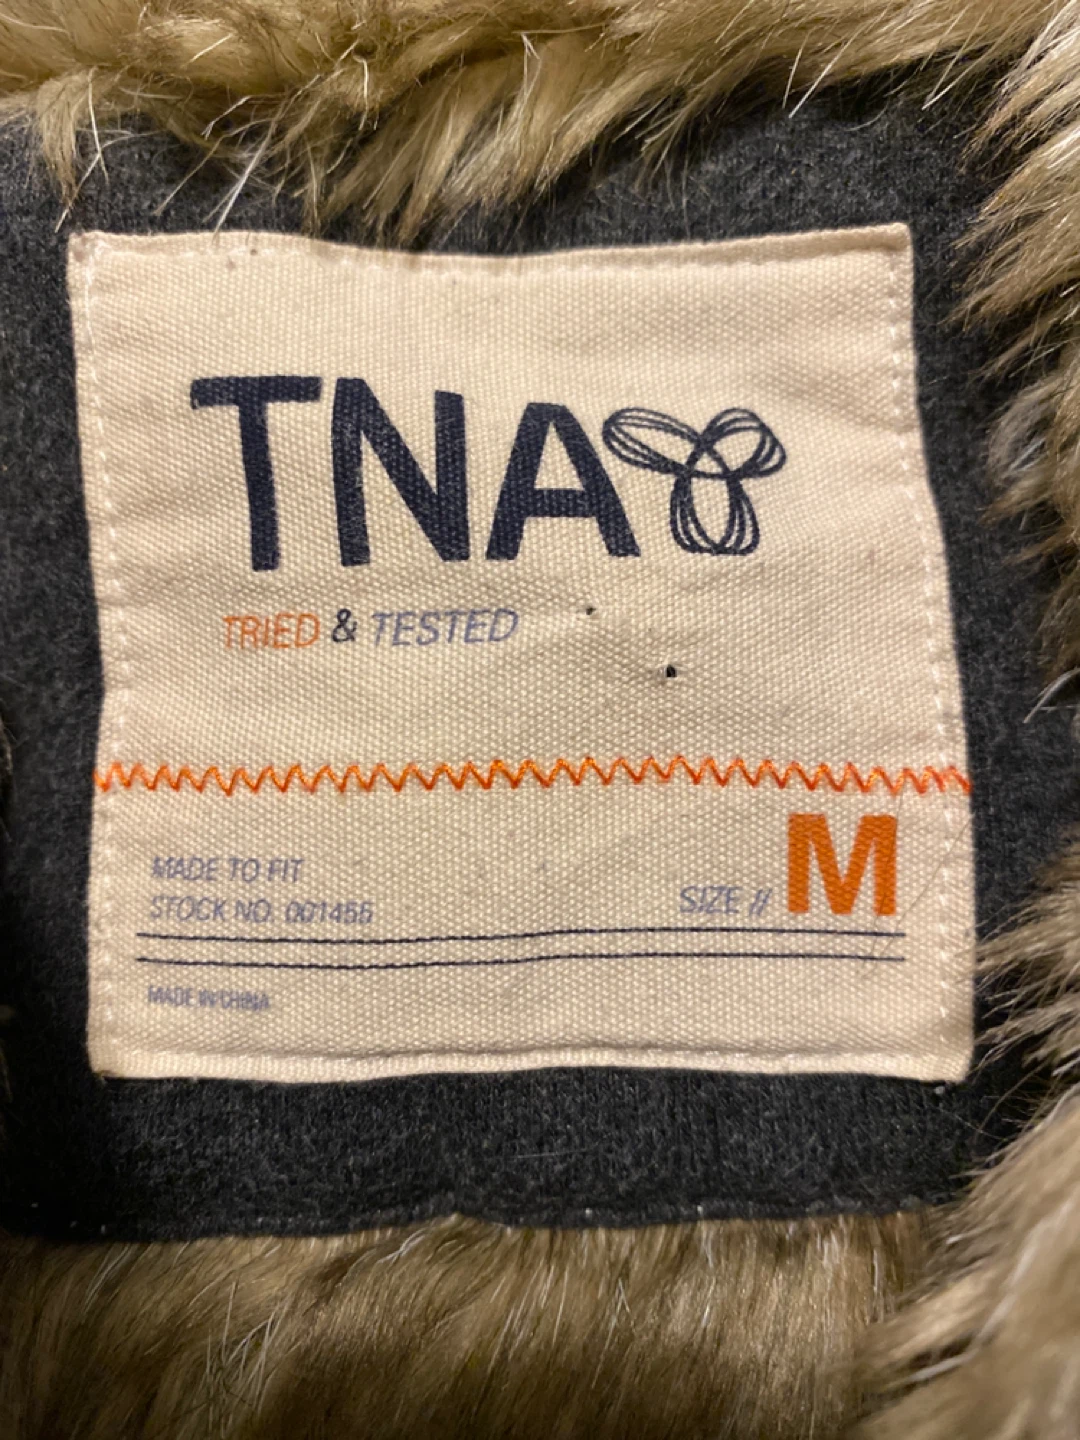 TNA
TRIED & TESTED
MADE TO FIT
STOCK NO. 001455
SIZE // M
MADE IN CHINA